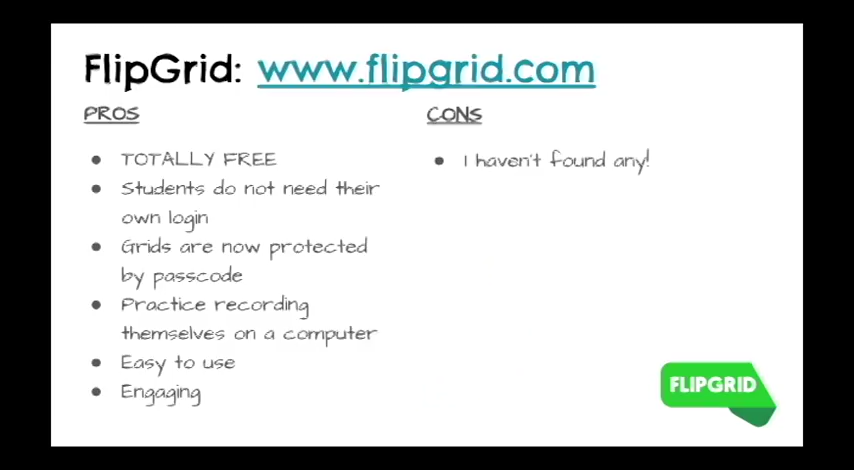 FlipGrid: www.flipgrid.com
PROS
● TOTALLY FREE
● Students do not need their
own login
● Grids are now protected
by passcode
● Practice recording
themselves on a computer
● Easy to use
● Engaging
CONS
● I haven't found any!
FLIPGRID